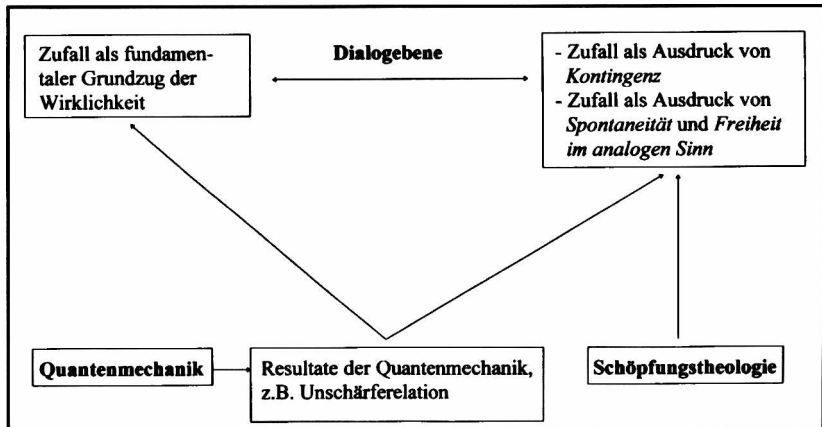 Zufall als fundamen-
taler Grundzug der
Wirklichkeit
Dialogebene
- Zufall als Ausdruck von
Kontingenz
- Zufall als Ausdruck von
Spontaneität und Freiheit
im analogen Sinn
Quantenmechanik
Resultate der Quantenmechanik,
z.B. Unschärferelation
Schöpfungstheologie